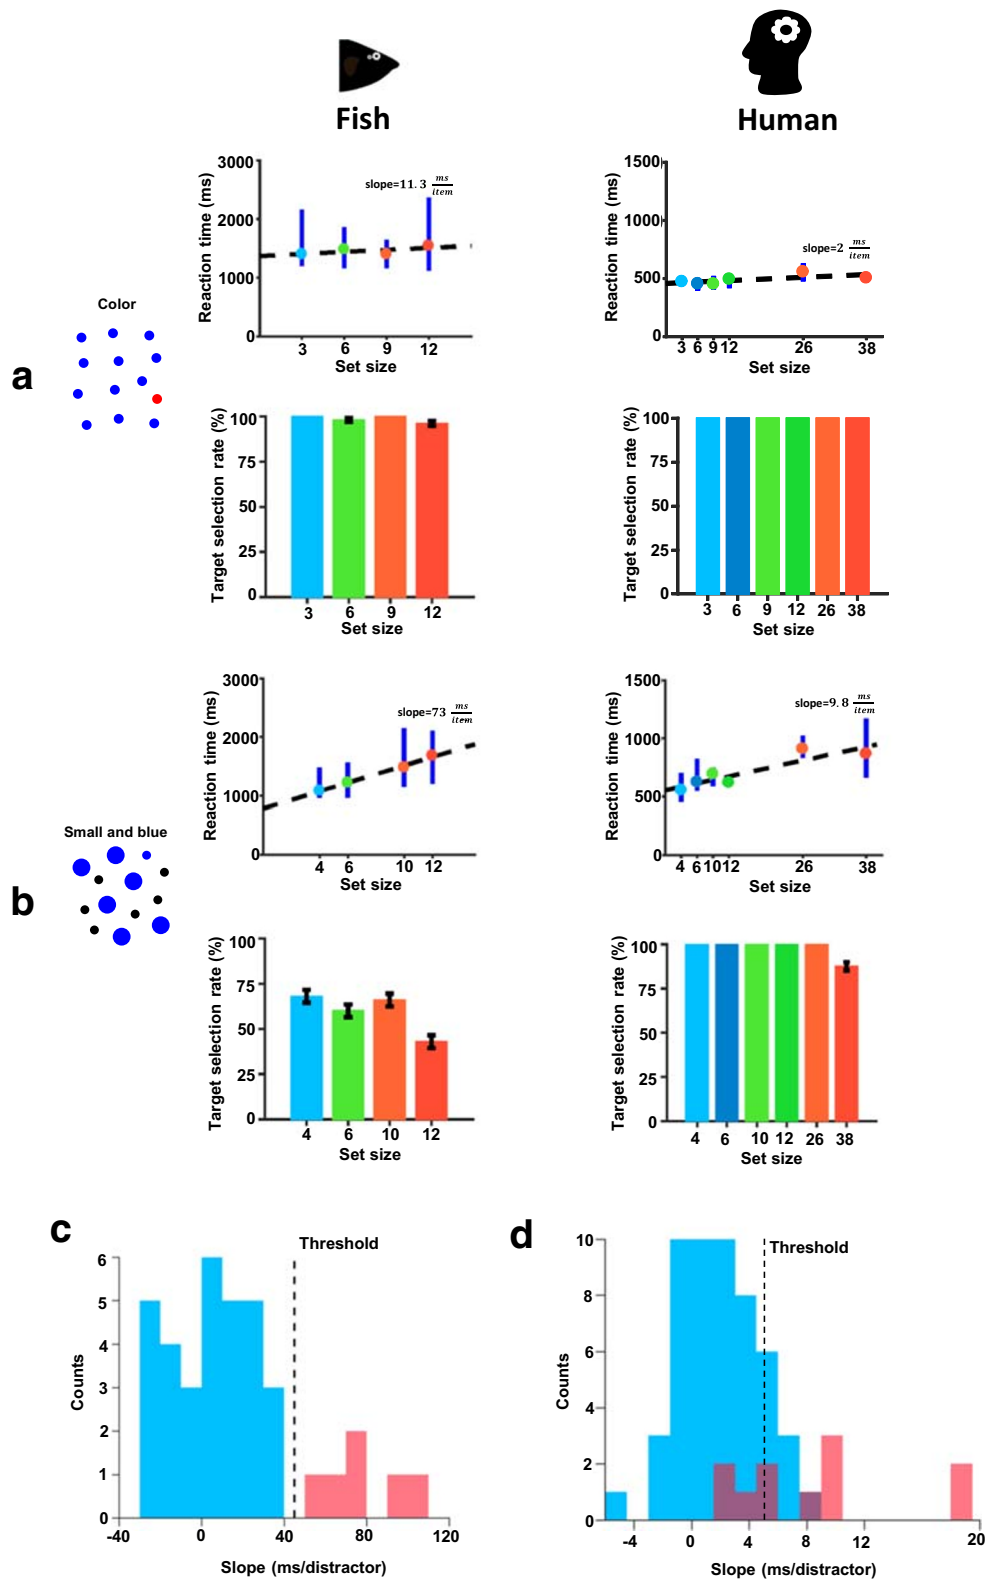 Fish
Human
a
Color
3000
2000
1000
0
Reaction time (ms)
slope=11.3 ms/item
3 6 9 12
Set size
1500
1000
500
0
Reaction time (ms)
slope=2 ms/item
3 6 9 12 26 38
Set size
100
75
50
25
0
Target selection rate (%)
3 6 9 12
Set size
100
75
50
25
0
Target selection rate (%)
3 6 9 12 26 38
Set size
b
Small and blue
3000
2000
1000
0
Reaction time (ms)
slope=73 ms/item
4 6 10 12
Set size
1500
1000
500
0
Reaction time (ms)
slope=9.8 ms/item
4 6 10 12 26 38
Set size
100
75
50
25
0
Target selection rate (%)
4 6 10 12
Set size
100
75
50
25
0
Target selection rate (%)
4 6 10 12 26 38
Set size
c
Threshold
6
5
4
3
2
1
0
Counts
-40 0 40 80 120
Slope (ms/distractor)
d
Threshold
10
8
6
4
2
0
Counts
-4 0 4 8 12 20
Slope (ms/distractor)